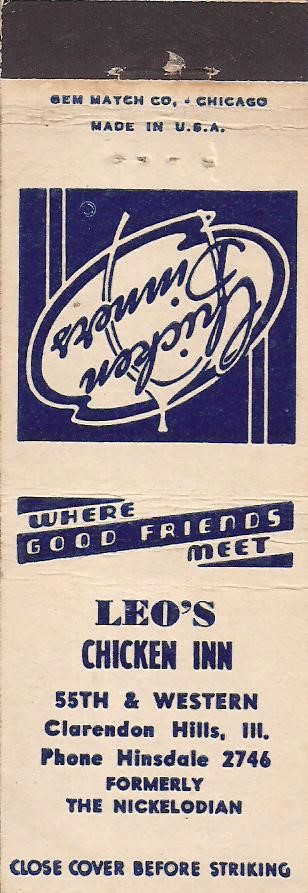 GEM MATCH CO, - CHICAGO
MADE IN U.S.A.
Chicken
Dinners
WHERE
GOOD FRIENDS
MEET
LEO'S
CHICKEN INN
55TH & WESTERN
Clarendon Hills, Ill.
Phone Hinsdale 2746
FORMERLY
THE NICKELODIAN
CLOSE COVER BEFORE STRIKING